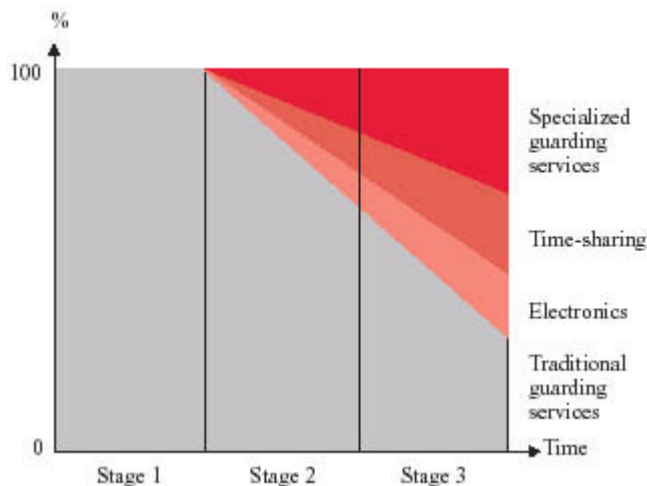 %
100
Specialized
guarding
services
Time-sharing
Electronics
Traditional
guarding
services
0
Time
Stage 1 Stage 2 Stage 3